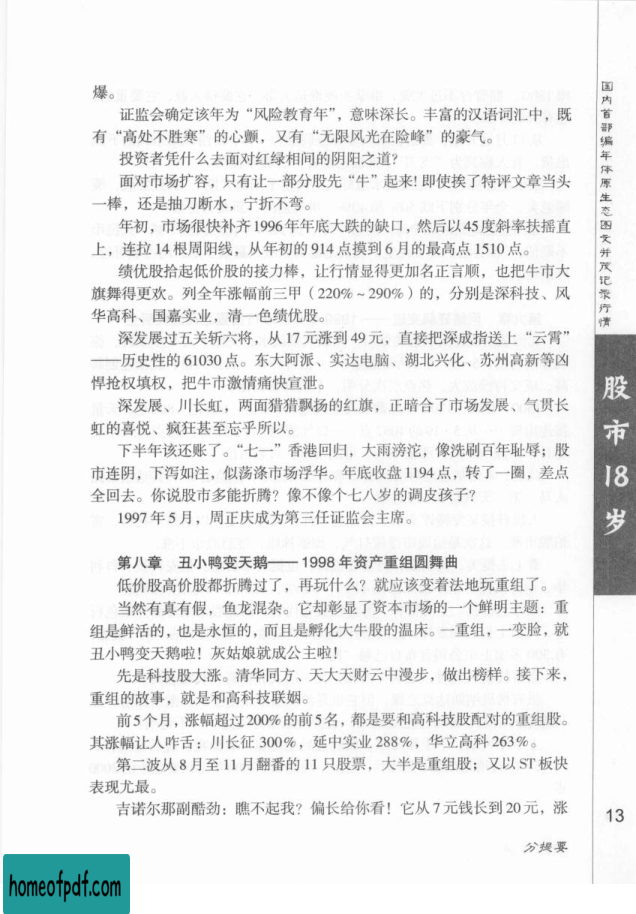 爆。
证监会确定该年为“风险教育年”，意味深长。丰富的汉语词汇中，既
有“高处不胜寒”的心颤，又有“无限风光在险峰”的豪气。
投资者凭什么去面对红绿相间的阴阳之道？
面对市场扩容，只有让一部分股先“牛”起来！即使挨了特评文章当头
一棒，还是抽刀断水，宁折不弯。
年初，市场很快补齐1996年年底大跌的缺口，然后以45度斜率扶摇直
上，连拉14根周阳线，从年初的914点摸到6月的最高点1510点。
绩优股拾起低价股的接力棒，让行情显得更加名正言顺，也把牛市大
旗舞得更欢。列全年涨幅前三甲（220%~290%）的，分别是深科技、风
华高科、国嘉实业，清一色绩优股。
深发展过五关斩六将，从17元涨到49元，直接把深成指送上“云霄”
——历史性的61030点。东大阿派、实达电脑、湖北兴化、苏州高新等凶
悍抢权填权，把牛市激情痛快宣泄。
深发展、川长虹，两面猎猎飘扬的红旗，正暗合了市场发展、气贯长
虹的喜悦、疯狂甚至忘乎所以。
下半年该还账了。“七一”香港回归，大雨滂沱，像洗刷百年耻辱；股
市连阴，下泻如注，似荡涤市场浮华。年底收盘1194点，转了一圈，差点
全回去。你说股市多能折腾？像不像个七八岁的调皮孩子？
1997年5月，周正庆成为第三任证监会主席。
第八章 丑小鸭变天鹅——1998年资产重组圆舞曲
低价股高价股都折腾过了，再玩什么？就应该变着法地玩重组了。
当然有真有假，鱼龙混杂。它却彰显了资本市场的一个鲜明主题：重
组是鲜活的，也是永恒的，而且是孵化大牛股的温床。一重组，一变脸，就
丑小鸭变天鹅啦！灰姑娘就成公主啦！
先是科技股大涨。清华同方、天大天财云中漫步，做出榜样。接下来，
重组的故事，就是和高科技联姻。
前5个月，涨幅超过200%的前5名，都是要和高科技股配对的重组股。
其涨幅让人咋舌：川长征300%，延中实业288%，华立高科263%。
第二波从8月至11月翻番的11只股票，大半是重组股；又以ST板快
表现尤最。
吉诺尔那副酷劲：瞧不起我？偏长给你看！它从7元钱长到20元，涨
国内首部编年体原生态图文并茂记录行情
股市18岁
13
分提要
homeofpdf.com